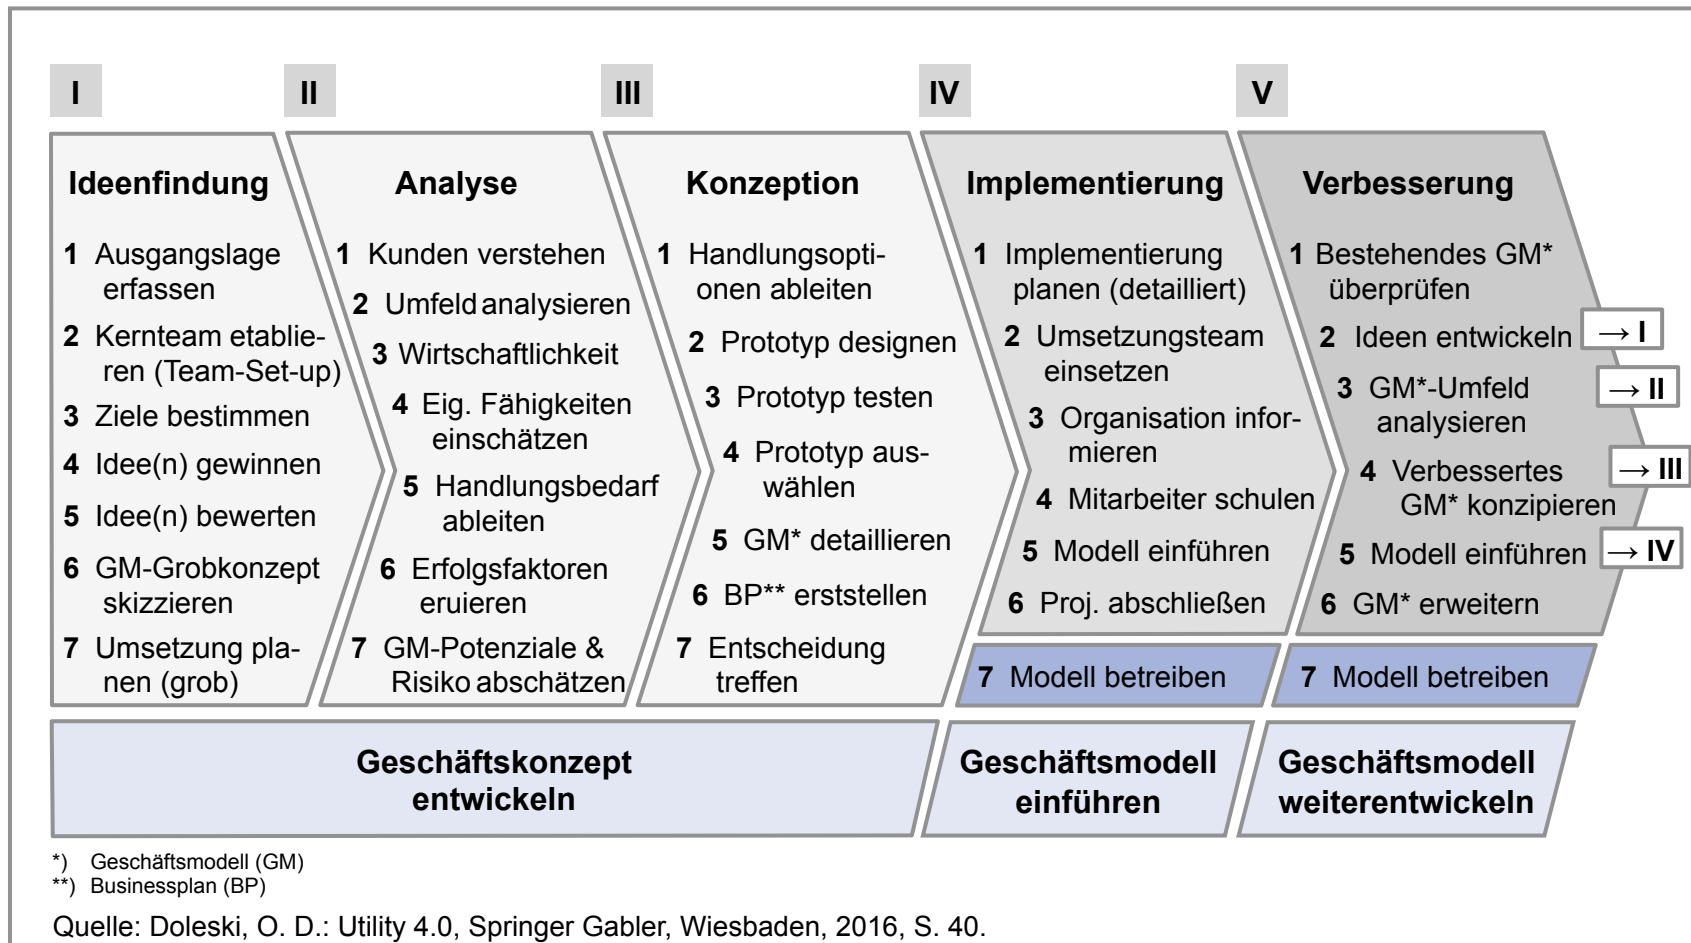 I
II
III
IV
V
Ideenfindung
1 Ausgangslage
erfassen
2 Kernteam etablie-
ren (Team-Set-up)
3 Ziele bestimmen
4 Idee(n) gewinnen
5 Idee(n) bewerten
6 GM-Grobkonzept
skizzieren
7 Umsetzung pla-
nen (grob)
Analyse
1 Kunden verstehen
2 Umfeld analysieren
3 Wirtschaftlichkeit
4 Eig. Fähigkeiten
einschätzen
5 Handlungsbedarf
ableiten
6 Erfolgsfaktoren
eruieren
7 GM-Potenziale &
Risiko abschätzen
Konzeption
1 Handlungsopti-
onen ableiten
2 Prototyp designen
3 Prototyp testen
4 Prototyp aus-
wählen
5 GM* detaillieren
6 BP** erststellen
7 Entscheidung
treffen
Implementierung
1 Implementierung
planen (detailliert)
2 Umsetzungsteam
einsetzen
3 Organisation infor-
mieren
4 Mitarbeiter schulen
5 Modell einführen
6 Proj. abschließen
7 Modell betreiben
Verbesserung
1 Bestehendes GM*
überprüfen
2 Ideen entwickeln → I
3 GM*-Umfeld → II
analysieren
4 Verbessertes → III
GM* konzipieren
5 Modell einführen → IV
6 GM* erweitern
7 Modell betreiben
Geschäftskonzept
entwickeln
Geschäftsmodell
einführen
Geschäftsmodell
weiterentwickeln
*) Geschäftsmodell (GM)
**) Businessplan (BP)
Quelle: Doleski, O. D.: Utility 4.0, Springer Gabler, Wiesbaden, 2016, S. 40.